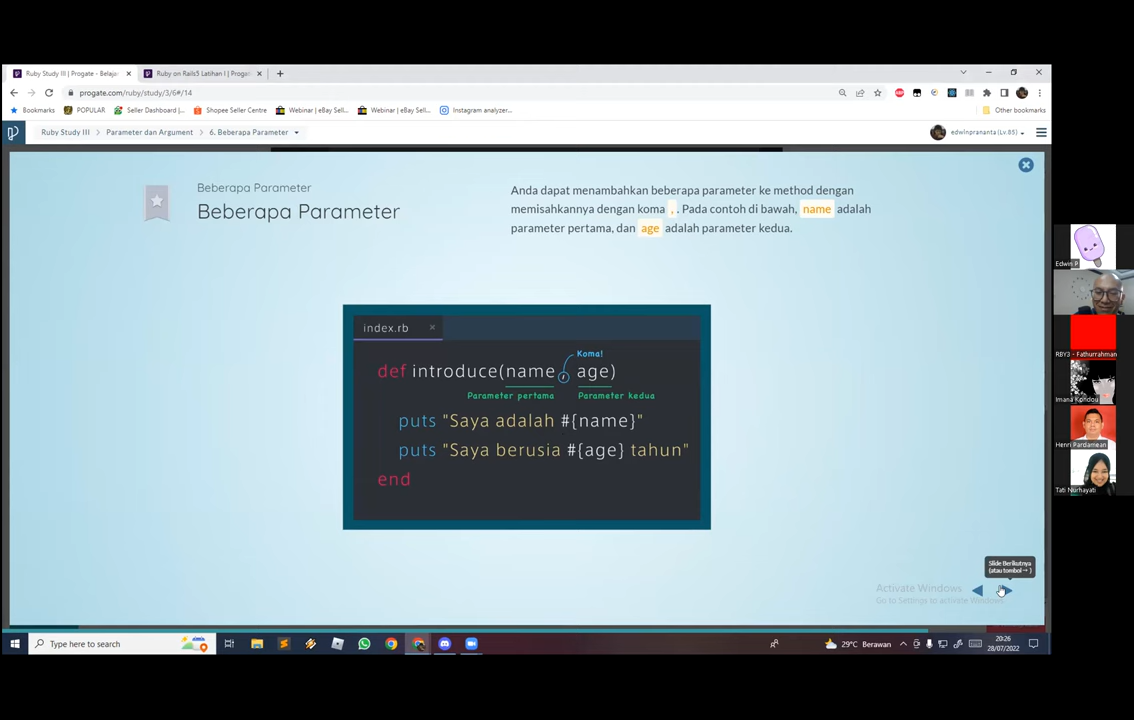 Ruby Study III | Progate - Belaja
Ruby on Rails5 Latihan I | Progate
progate.com/ruby/study/3/6#/14
Bookmarks
POPULAR
Seller Dashboard |...
Shopee Seller Centre
Webinar | eBay Sell...
Webinar | eBay Sell...
Instagram analyzer...
Other bookmarks
Ruby Study III
Parameter dan Argument
6. Beberapa Parameter
edwinprananta (Lv.85)
Beberapa Parameter
Beberapa Parameter
Anda dapat menambahkan beberapa parameter ke method dengan
memisahkannya dengan koma , . Pada contoh di bawah, name adalah
parameter pertama, dan age adalah parameter kedua.
index.rb
Koma!
def introduce(name, age)
Parameter pertama
Parameter kedua
puts "Saya adalah #{name}"
puts "Saya berusia #{age} tahun"
end
Slide Berikutnya
(atau tombol → )
Activate Windows
Go to Settings to activate Windows.
Type here to search
29°C Berawan
20:26
28/07/2022
Edwin P
RBY3 - Fathurrahman
Imana Kondou
Henri Pardamean
Tati Nurhayati